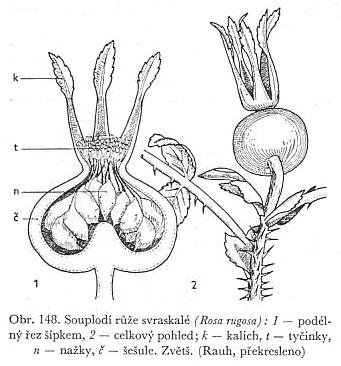 k
t
n
č
1
2
Obr. 148. Souplodí růže svraskalé (Rosa rugosa): 1 — podél-
ný řez šípkem, 2 — celkový pohled; k — kalich, t — tyčinky,
n — nažky, č — šešule. Zvětš. (Rauh, překresleno)